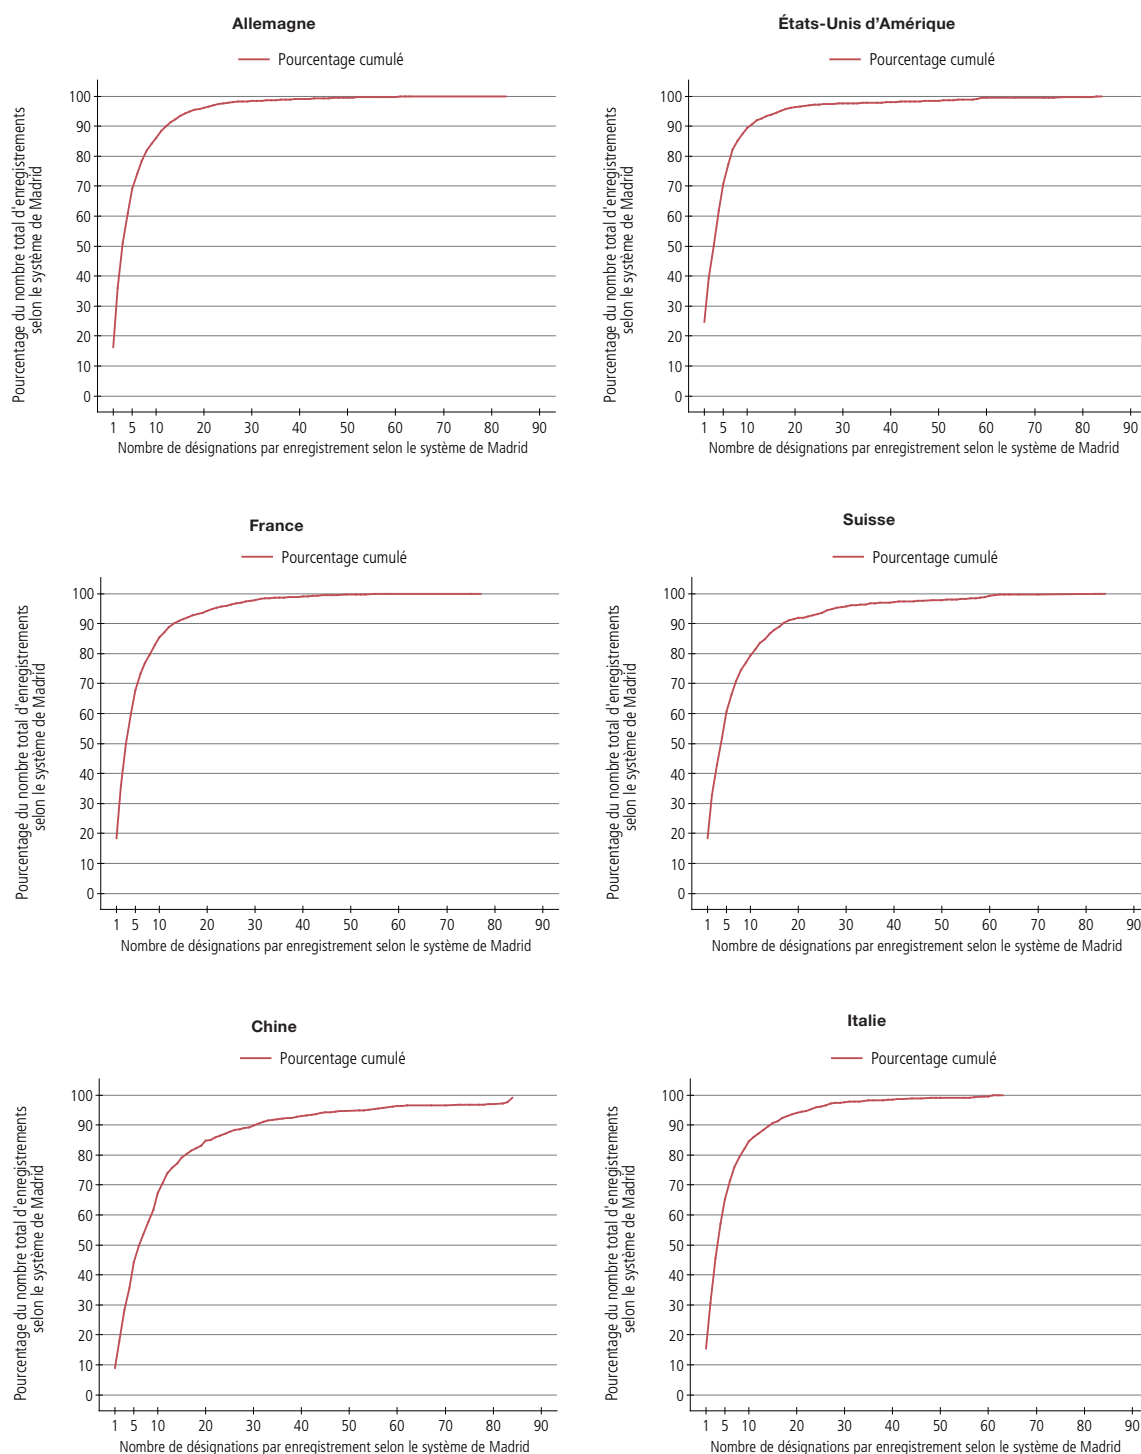 Allemagne
Pourcentage cumulé
Pourcentage du nombre total d'enregistrements
selon le système de Madrid
100
90
80
70
60
50
40
30
20
10
0
1 5 10 20 30 40 50 60 70 80 90
Nombre de désignations par enregistrement selon le système de Madrid
États-Unis d'Amérique
Pourcentage cumulé
Pourcentage du nombre total d'enregistrements
selon le système de Madrid
100
90
80
70
60
50
40
30
20
10
0
1 5 10 20 30 40 50 60 70 80 90
Nombre de désignations par enregistrement selon le système de Madrid
France
Pourcentage cumulé
Pourcentage du nombre total d'enregistrements
selon le système de Madrid
100
90
80
70
60
50
40
30
20
10
0
1 5 10 20 30 40 50 60 70 80 90
Nombre de désignations par enregistrement selon le système de Madrid
Suisse
Pourcentage cumulé
Pourcentage du nombre total d'enregistrements
selon le système de Madrid
100
90
80
70
60
50
40
30
20
10
0
1 5 10 20 30 40 50 60 70 80 90
Nombre de désignations par enregistrement selon le système de Madrid
Chine
Pourcentage cumulé
Pourcentage du nombre total d'enregistrements
selon le système de Madrid
100
90
80
70
60
50
40
30
20
10
0
1 5 10 20 30 40 50 60 70 80 90
Nombre de désignations par enregistrement selon le système de Madrid
Italie
Pourcentage cumulé
Pourcentage du nombre total d'enregistrements
selon le système de Madrid
100
90
80
70
60
50
40
30
20
10
0
1 5 10 20 30 40 50 60 70 80 90
Nombre de désignations par enregistrement selon le système de Madrid